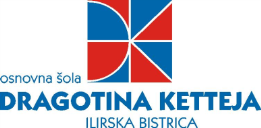 osnovna šola
DRAGOTINA KETTEJA
ILIRSKA BISTRICA